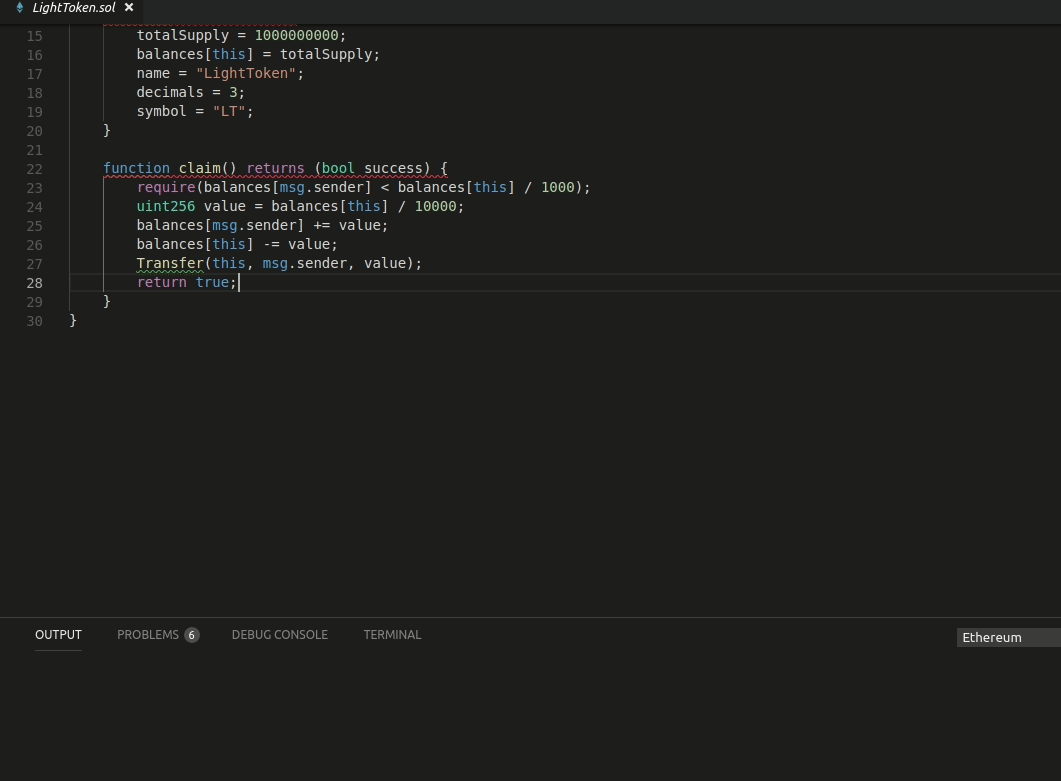 LightToken.sol ×
15 totalSupply = 1000000000;
16 balances[this] = totalSupply;
17 name = "LightToken";
18 decimals = 3;
19 symbol = "LT";
20 }
21
22 function claim() returns (bool success) {
23 require(balances[msg.sender] < balances[this] / 1000);
24 uint256 value = balances[this] / 10000;
25 balances[msg.sender] += value;
26 balances[this] -= value;
27 Transfer(this, msg.sender, value);
28 return true;
29 }
30 }
OUTPUT PROBLEMS 6 DEBUG CONSOLE TERMINAL Ethereum